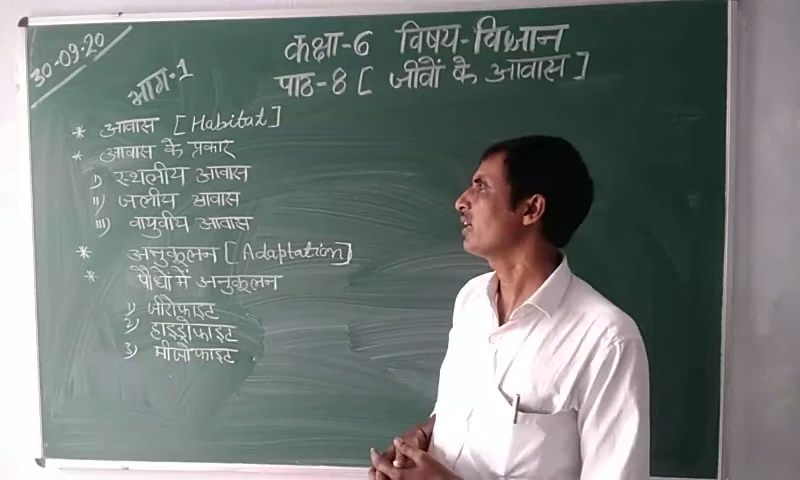 30-09-20
कक्षा-6 विषय-विज्ञान
भाग-1
पाठ-8 [ जीवों के आवास ]
* आवास [Habitat]
* आवास के प्रकार
i) स्थलीय आवास
ii) जलीय आवास
iii) वायुवीय आवास
* अनुकूलन [Adaptation]
* पौधों में अनुकूलन
1) जीरोफाइट
2) हाइड्रोफाइट
3) मीजोफाइट